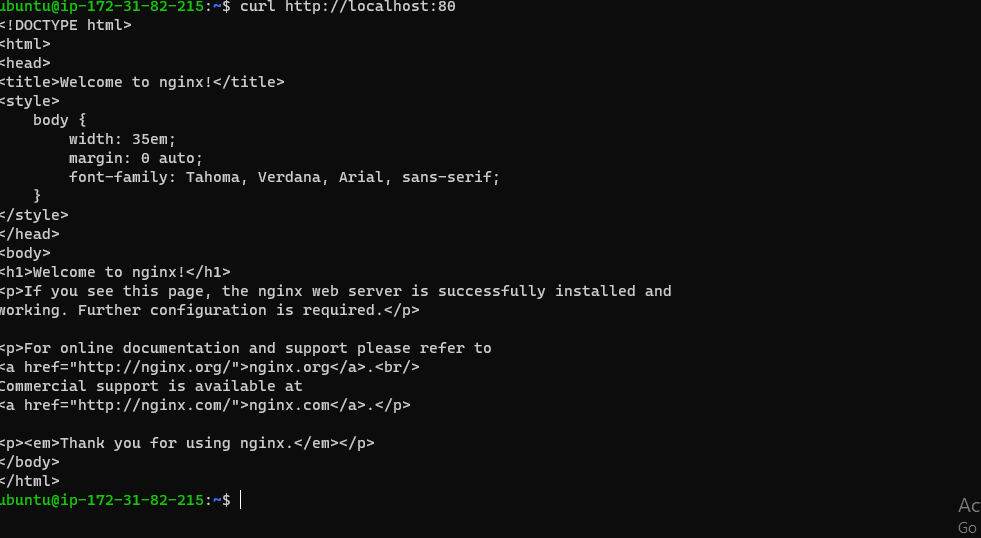 ubuntu@ip-172-31-82-215:~$ curl http://localhost:80
<!DOCTYPE html>
<html>
<head>
<title>Welcome to nginx!</title>
<style>
    body {
        width: 35em;
        margin: 0 auto;
        font-family: Tahoma, Verdana, Arial, sans-serif;
    }
</style>
</head>
<body>
<h1>Welcome to nginx!</h1>
<p>If you see this page, the nginx web server is successfully installed and
working. Further configuration is required.</p>

<p>For online documentation and support please refer to
<a href="http://nginx.org/">nginx.org</a>.<br/>
Commercial support is available at
<a href="http://nginx.com/">nginx.com</a>.</p>

<p><em>Thank you for using nginx.</em></p>
</body>
</html>
ubuntu@ip-172-31-82-215:~$
Ac
Go